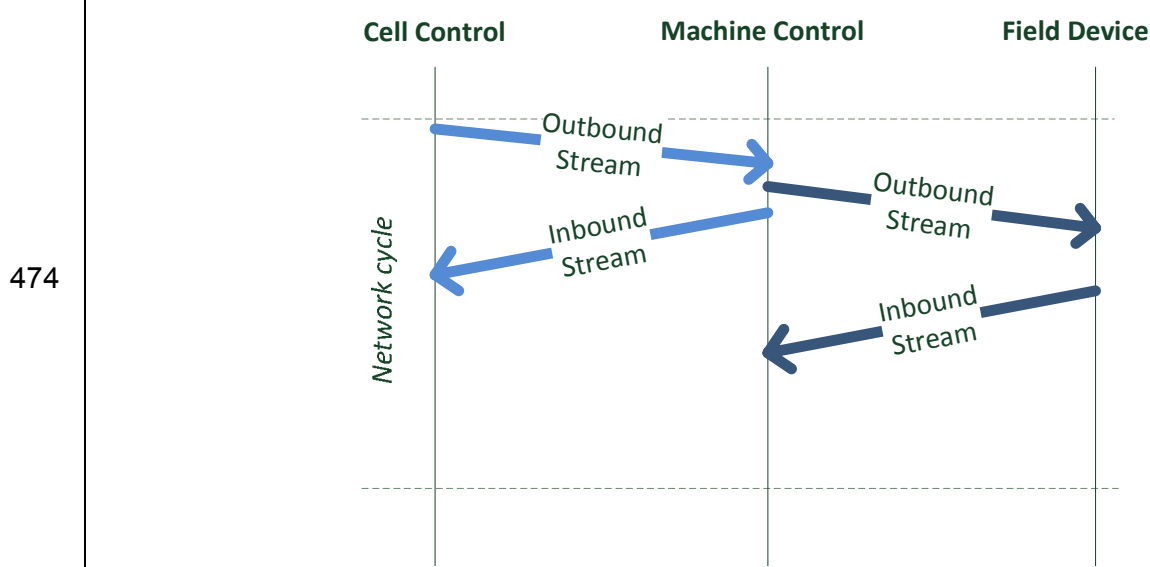 Cell Control
Machine Control
Field Device
Outbound
Stream
Outbound
Stream
Inbound
Stream
Network cycle
474
Inbound
Stream